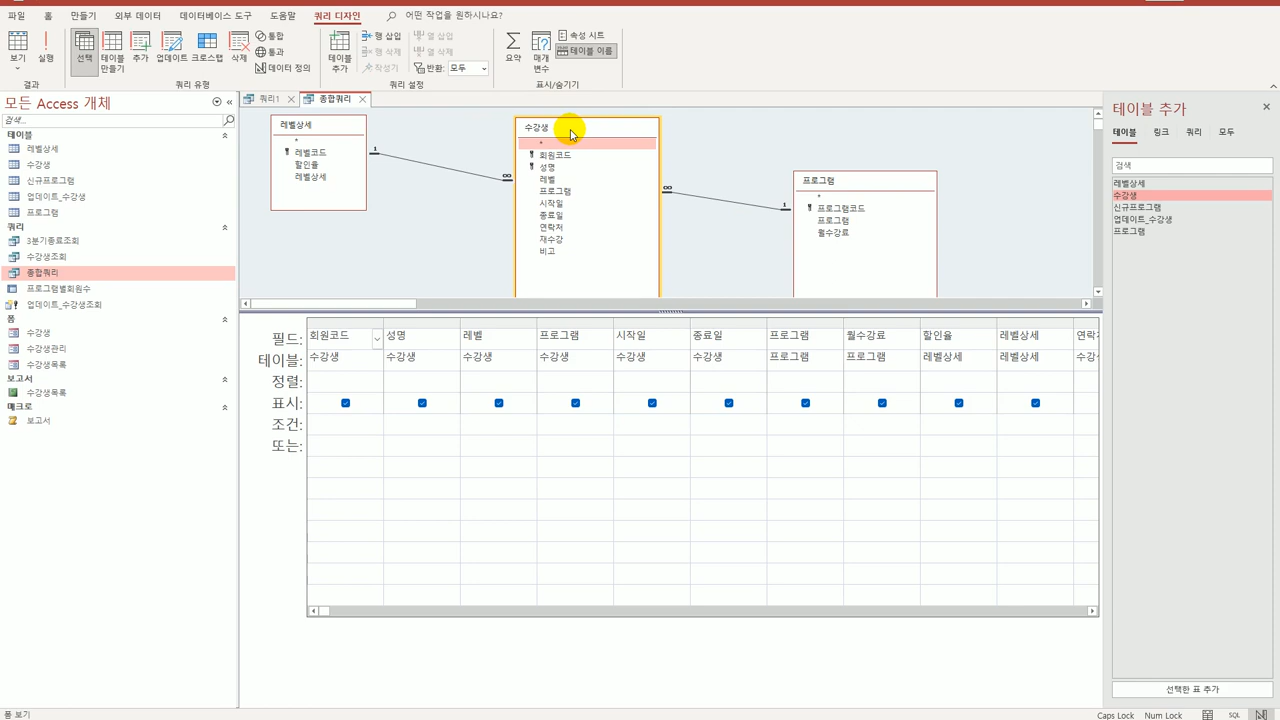 파일 홈 만들기 외부 데이터 데이터베이스 도구 도움말 쿼리 디자인 어떤 작업을 원하시나요?
보기 실행 선택 테이블 만들기 추가 업데이트 크로스탭 삭제 통합 통과 데이터 정의 테이블 추가 행 삽입 행 삭제 작성기 열 삽입 열 삭제 반환: 모두 요약 매개 변수 속성 시트 테이블 이름
결과 쿼리 유형 쿼리 설정 표시/숨기기
모든 Access 개체
검색...
테이블
레벨상세
수강생
신규프로그램
업데이트_수강생
프로그램
쿼리
3분기종료조회
수강생조회
종합쿼리
프로그램별회원수
업데이트_수강생조회
폼
수강생
수강생관리
수강생목록
보고서
수강생목록
매크로
보고서
쿼리1 종합쿼리
레벨상세
*
레벨코드
할인율
레벨상세
1
∞
수강생
*
회원코드
성명
레벨
프로그램
시작일
종료일
연락처
재수강
비고
∞
1
프로그램
*
프로그램코드
프로그램
월수강료
필드: 회원코드 성명 레벨 프로그램 시작일 종료일 프로그램 월수강료 할인율 레벨상세
테이블: 수강생 수강생 수강생 수강생 수강생 수강생 프로그램 프로그램 레벨상세 레벨상세
정렬:
표시:
조건:
또는:
테이블 추가
테이블 링크 쿼리 모두
검색
레벨상세
수강생
신규프로그램
업데이트_수강생
프로그램
선택한 표 추가
폼 보기 Caps Lock Num Lock SQL